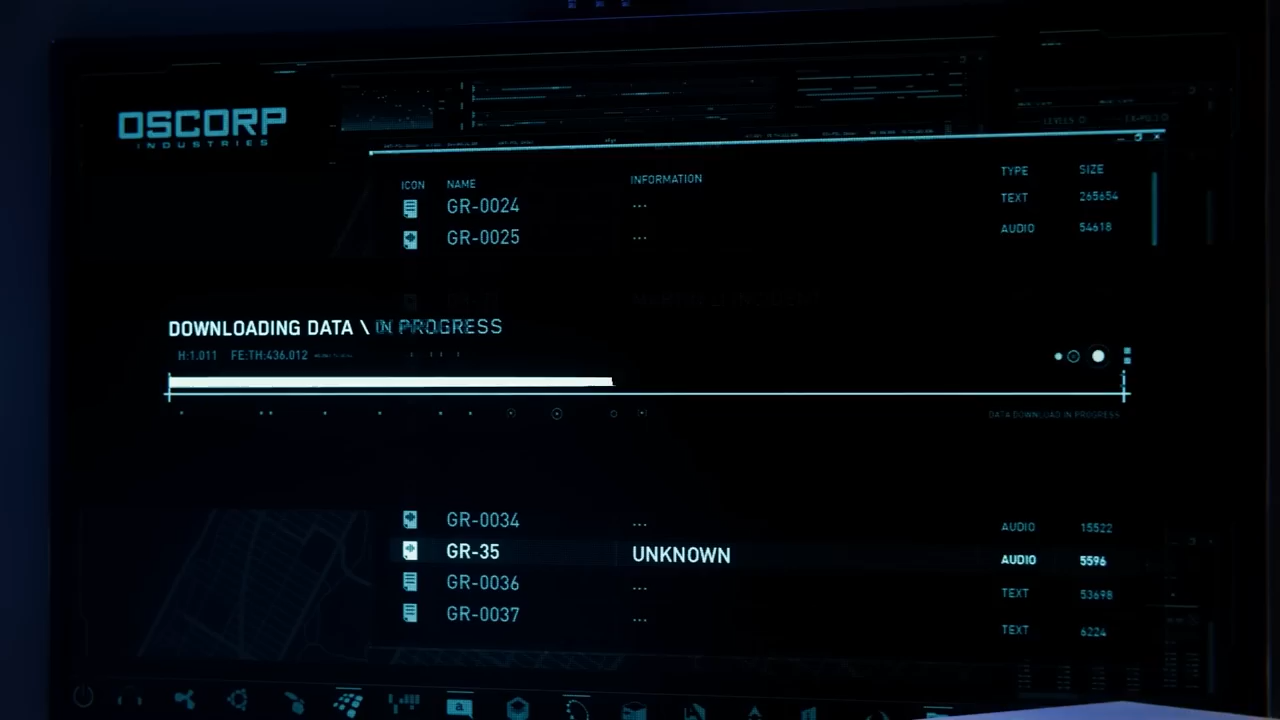 OSCORP
INDUSTRIES
LEVELS
ICON NAME INFORMATION TYPE SIZE
GR-0024 ... TEXT 265654
GR-0025 ... AUDIO 54618
DOWNLOADING DATA \ IN PROGRESS
H:1.011 FE:TH:436.012
DATA DOWNLOAD IN PROGRESS
GR-0034 ... AUDIO 15522
GR-35 UNKNOWN AUDIO 5596
GR-0036 ... TEXT 53698
GR-0037 ... TEXT 6224
a